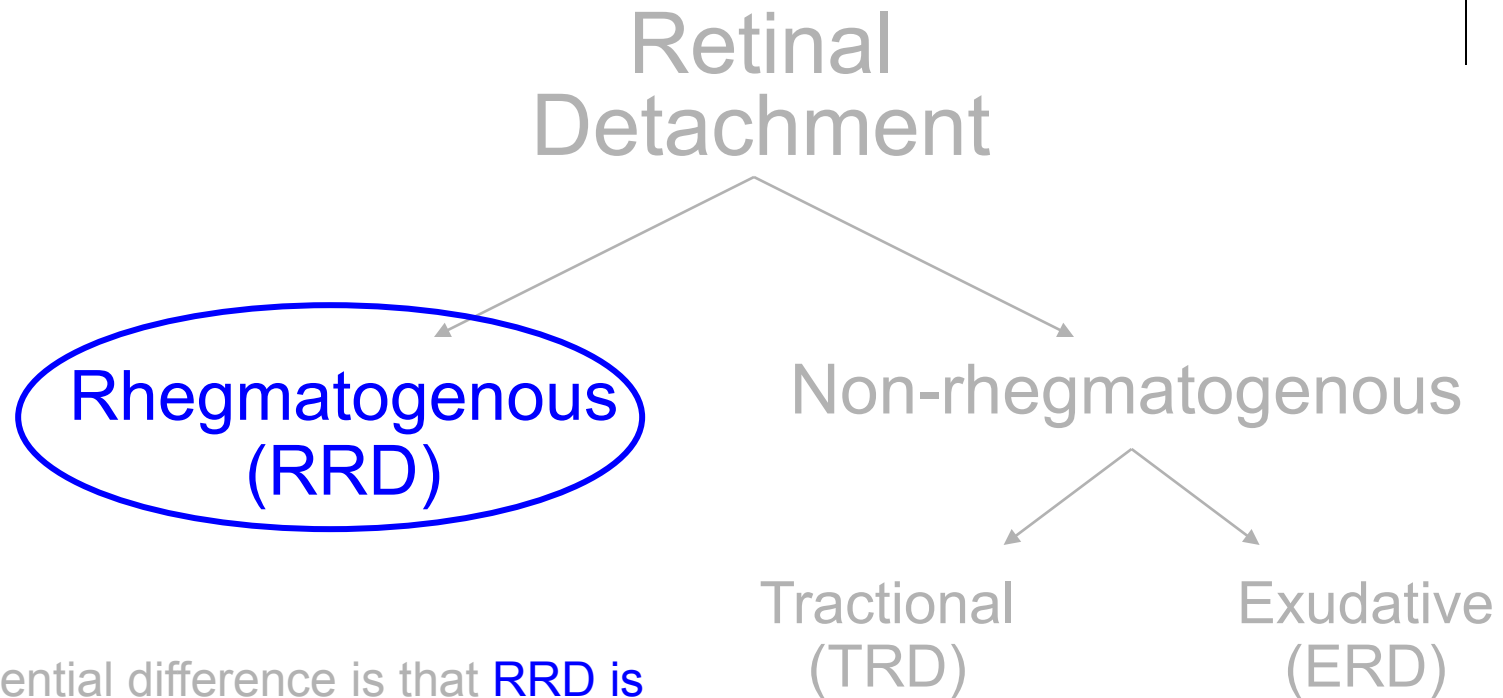 Retinal
Detachment
Rhegmatogenous
(RRD)
Non-rhegmatogenous
Tractional
(TRD)
Exudative
(ERD)
ential difference is that RRD is